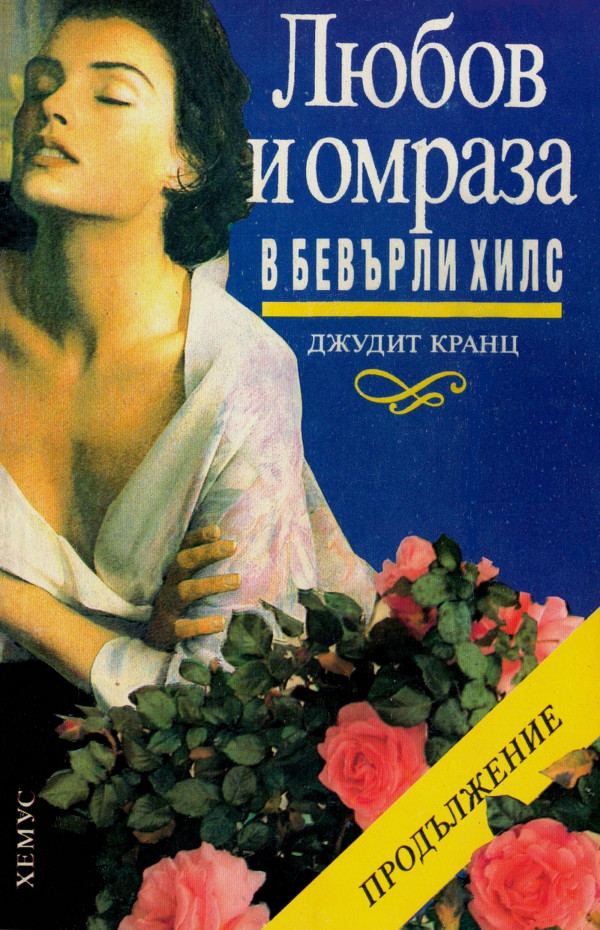 Любов
и омраза
В БЕВЪРЛИ ХИЛС
ДЖУДИТ КРАНЦ
ПРОДЪЛЖЕНИЕ
ХЕМУС